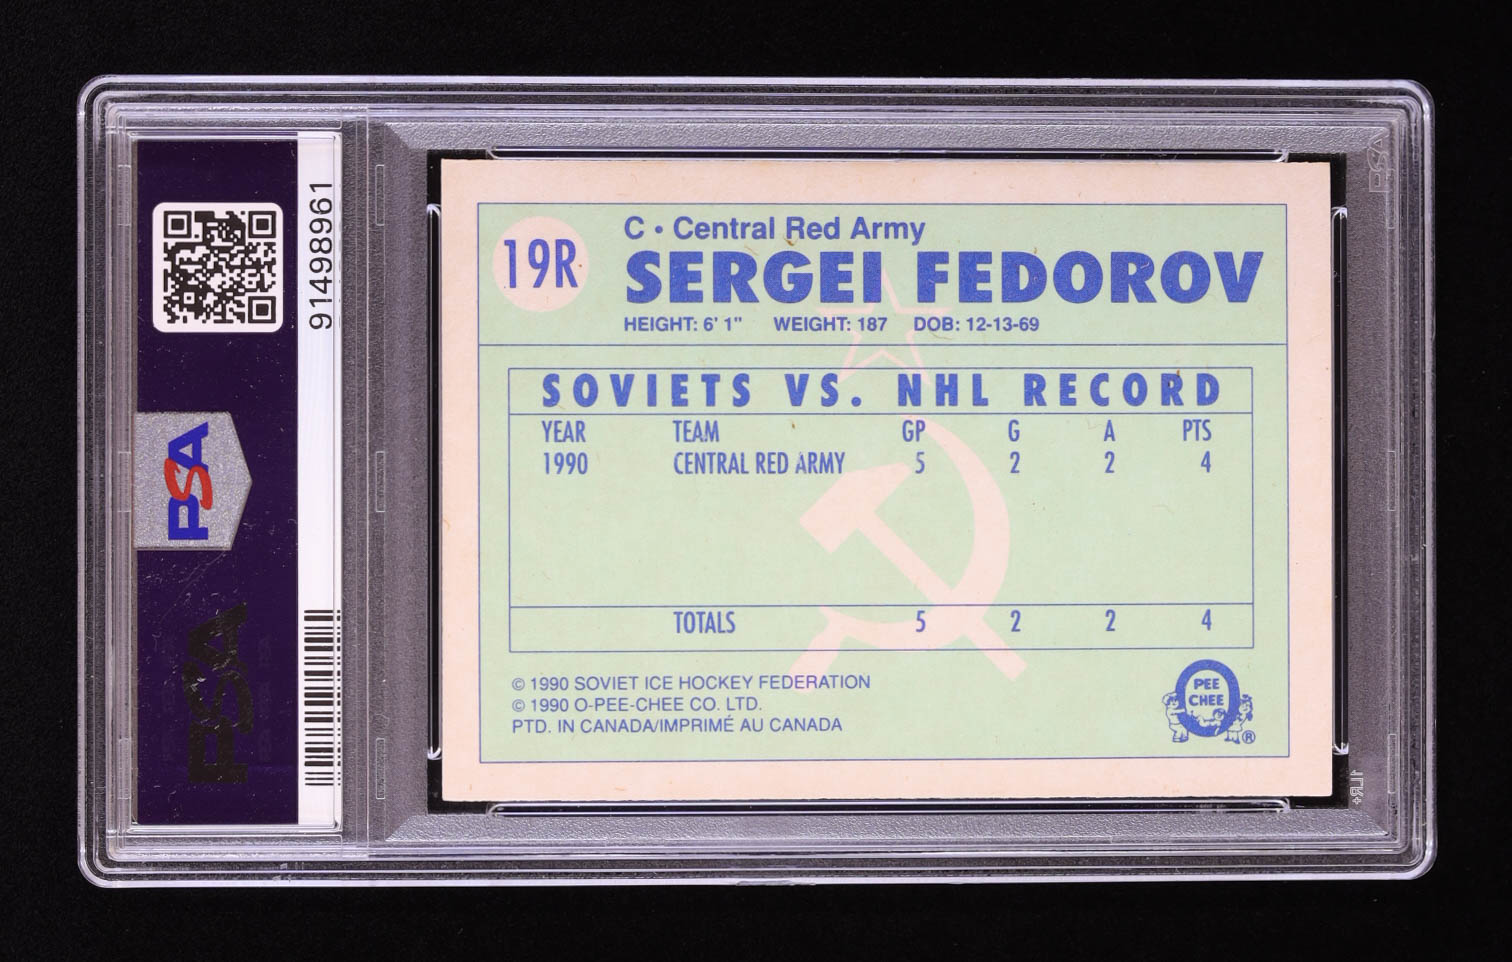 91498961
PSA
PSA
PSA
19R
C • Central Red Army
SERGEI FEDOROV
HEIGHT: 6' 1" WEIGHT: 187 DOB: 12-13-69
SOVIETS VS. NHL RECORD
YEAR TEAM GP G A PTS
1990 CENTRAL RED ARMY 5 2 2 4
TOTALS 5 2 2 4
© 1990 SOVIET ICE HOCKEY FEDERATION
© 1990 O-PEE-CHEE CO. LTD.
PTD. IN CANADA/IMPRIMÉ AU CANADA
O
PEE
CHEE
®